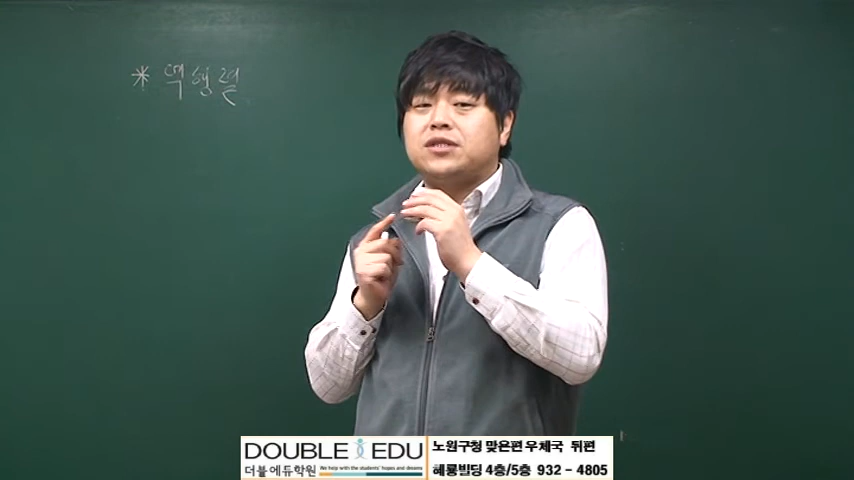 * 역행렬
DOUBLE EDU
더블에듀학원 We help with the students' hopes and dreams
노원구청 맞은편 우체국 뒤편
혜룡빌딩 4층/5층 932-4805